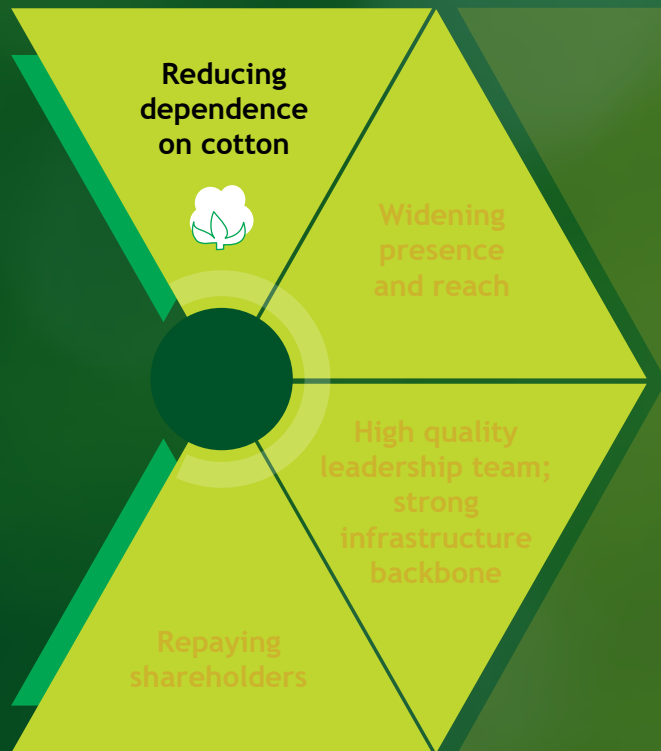 Reducing
dependence
on cotton
Widening
presence
and reach
High quality
leadership team;
strong
infrastructure
backbone
Repaying
shareholders